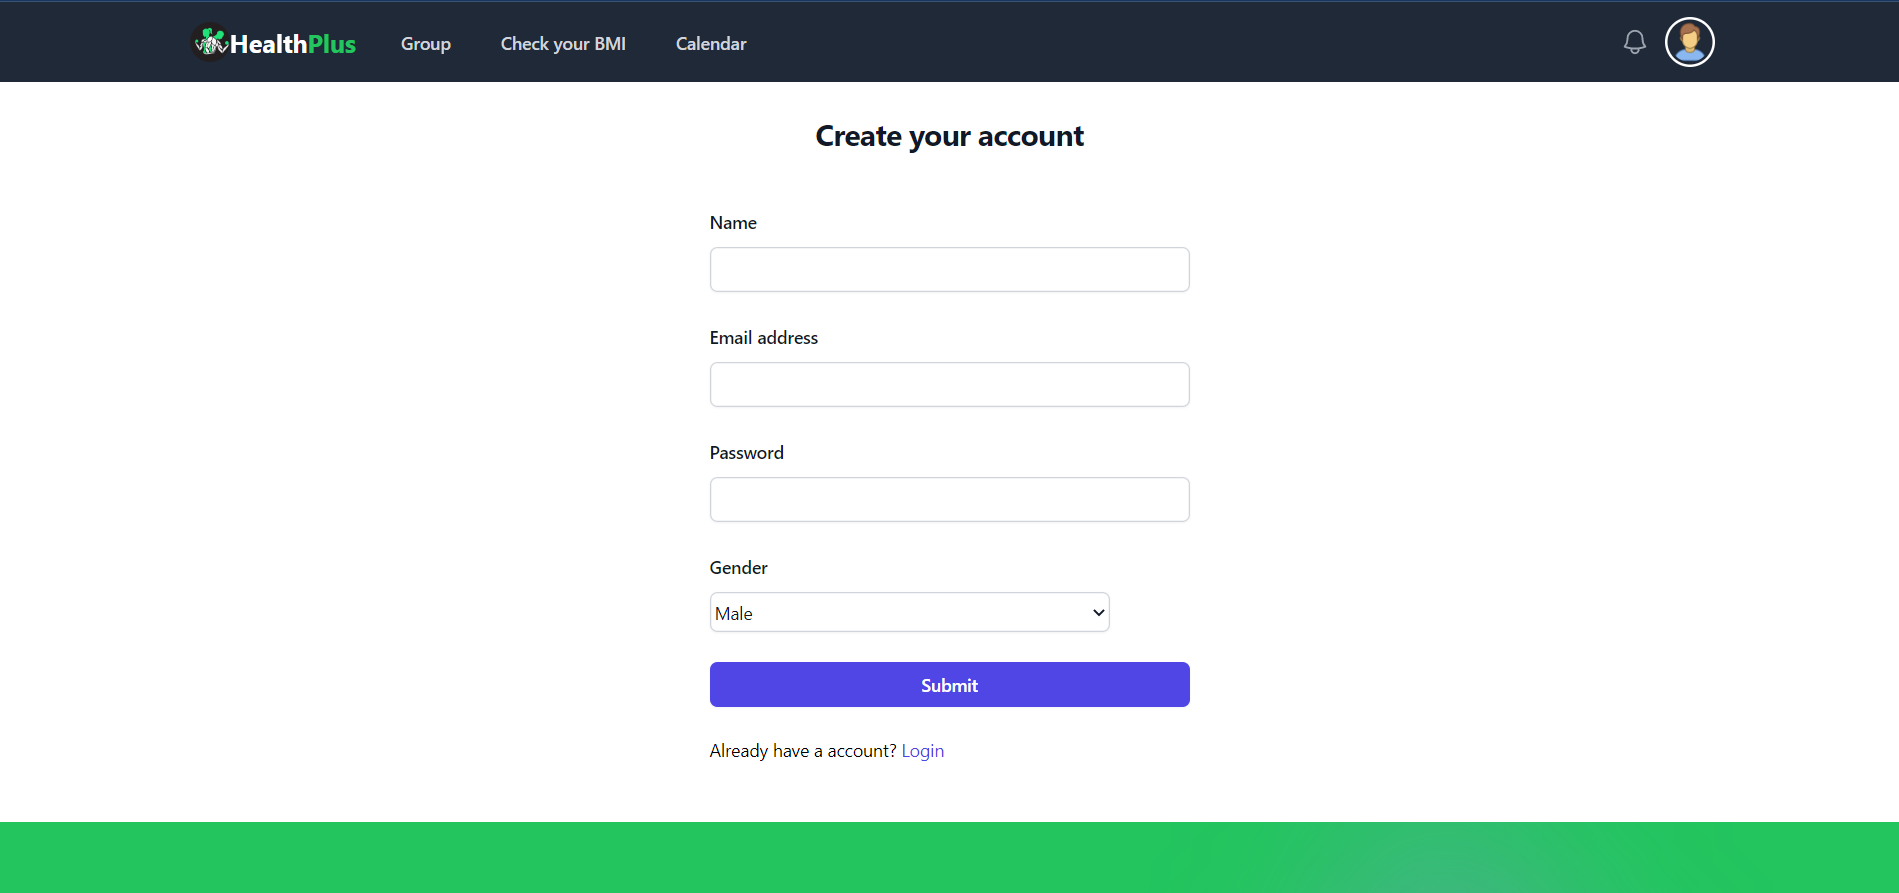 HealthPlus Group Check your BMI Calendar
Create your account
Name
Email address
Password
Gender
Male
Submit
Already have a account? Login